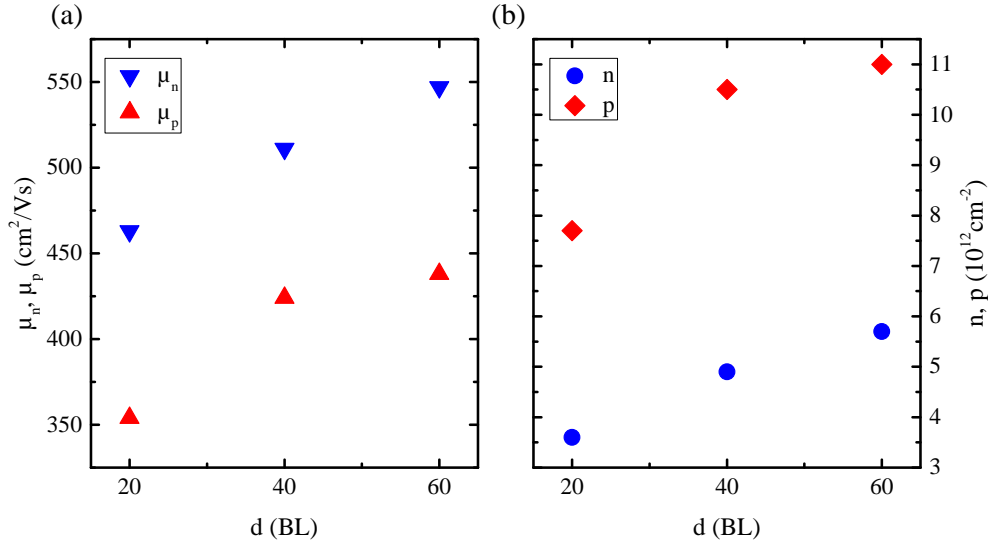 (a)
μn
μp
550
500
450
400
350
μn, μp (cm²/Vs)
20
40
60
d (BL)
(b)
n
p
11
10
9
8
7
6
5
4
3
n, p (10¹²cm⁻²)
20
40
60
d (BL)